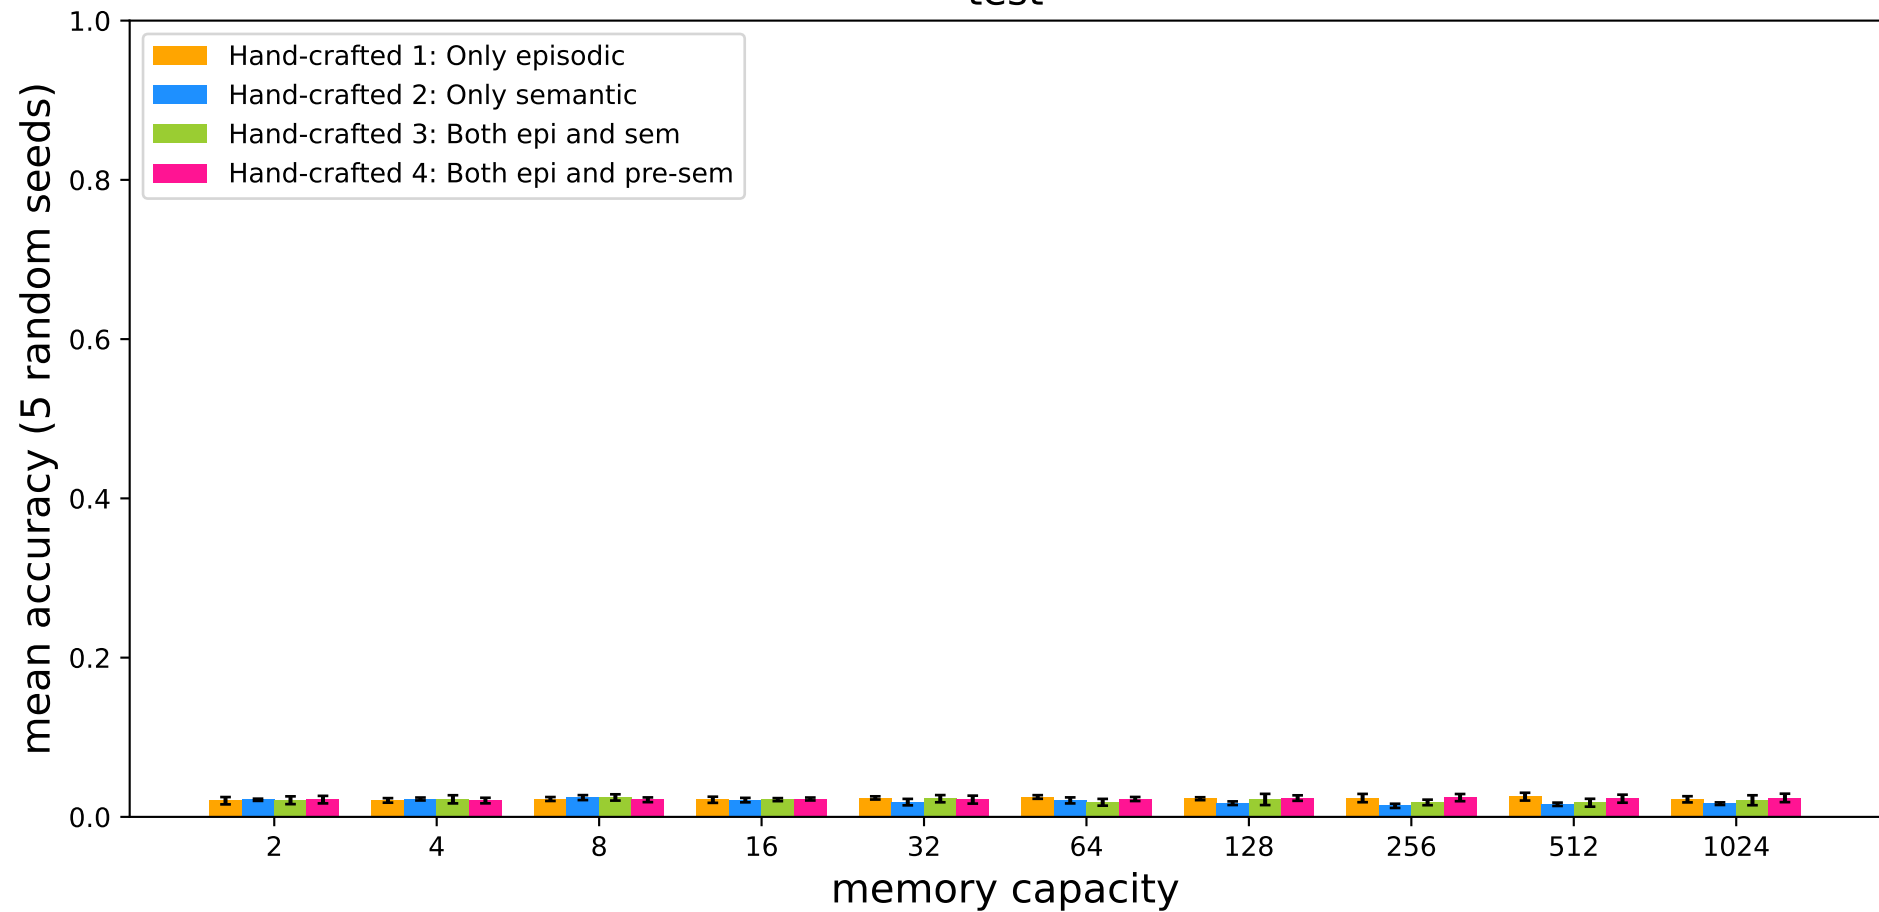 test
1.0
Hand-crafted 1: Only episodic
Hand-crafted 2: Only semantic
Hand-crafted 3: Both epi and sem
Hand-crafted 4: Both epi and pre-sem
0.8
0.6
0.4
0.2
0.0
mean accuracy (5 random seeds)
2 4 8 16 32 64 128 256 512 1024
memory capacity